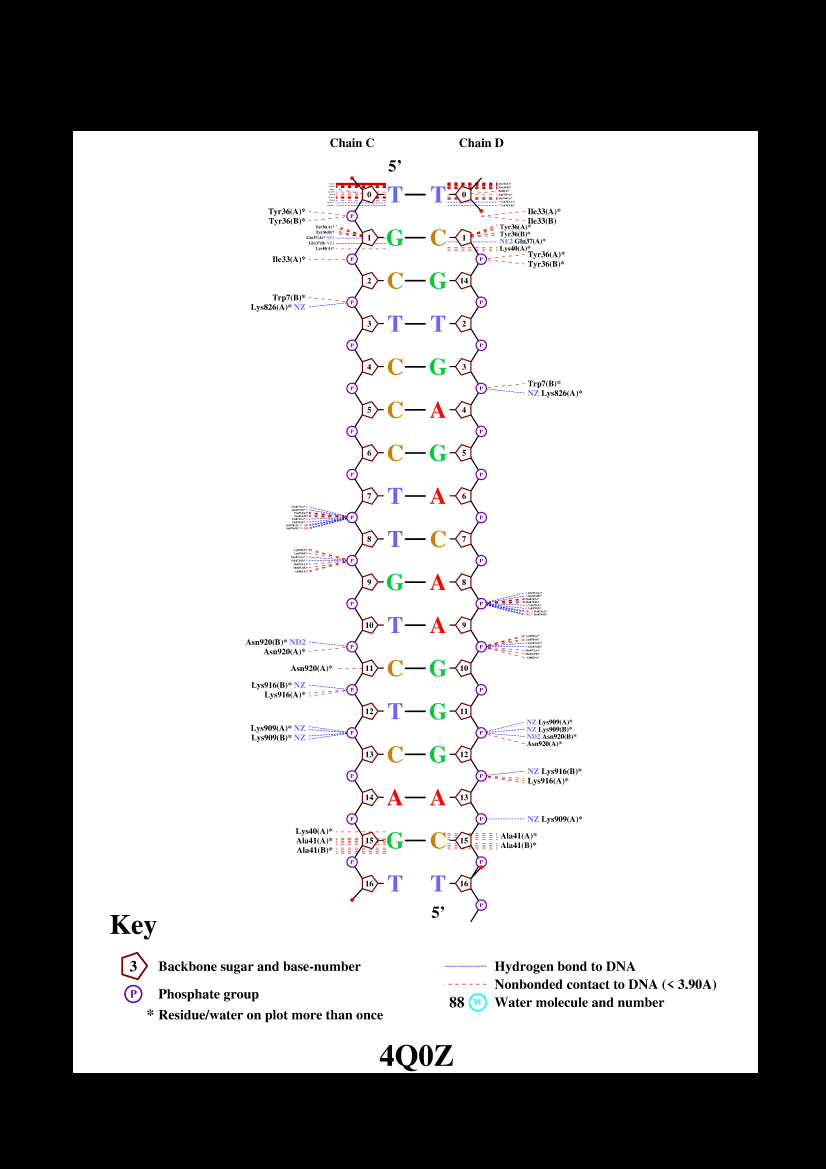 Chain C Chain D
5’
0 T T 0
Tyr36(A)* P Ile33(A)*
Tyr36(B)* Ile33(B)
Tyr36(A)* Tyr36(A)*
Tyr36(B)* Tyr36(B)*
Gln37(A)* NE2 1 G C 1 NE2 Gln37(A)*
Gln37(B) NE2
Lys40(A)* Lys40(A)*
Ile33(A)* P P Tyr36(A)*
Tyr36(B)*
2 C G 14
Trp7(B)* P P
Lys826(A)* NZ
3 T T 2
P P
4 C G 3
P P Trp7(B)*
NZ Lys826(A)*
5 C A 4
P P
6 C G 5
P P
7 T A 6
P P
8 T C 7
P P
9 G A 8
P P
10 T A 9
Asn920(B)* ND2 P P
Asn920(A)*
Asn920(A)* 11 C G 10
Lys916(B)* NZ P P
Lys916(A)*
12 T G 11
NZ Lys909(A)*
Lys909(A)* NZ P P NZ Lys909(B)*
Lys909(B)* NZ ND2 Asn920(B)*
Asn920(A)*
13 C G 12
P P NZ Lys916(B)*
Lys916(A)*
14 A A 13
P P NZ Lys909(A)*
Lys40(A)*
Ala41(A)* 15 G C 15 Ala41(A)*
Ala41(B)* Ala41(B)*
P P
16 T T 16
P
5’
Key
3 Backbone sugar and base-number
P Phosphate group
* Residue/water on plot more than once
Hydrogen bond to DNA
Nonbonded contact to DNA (< 3.90A)
88 W Water molecule and number
4Q0Z